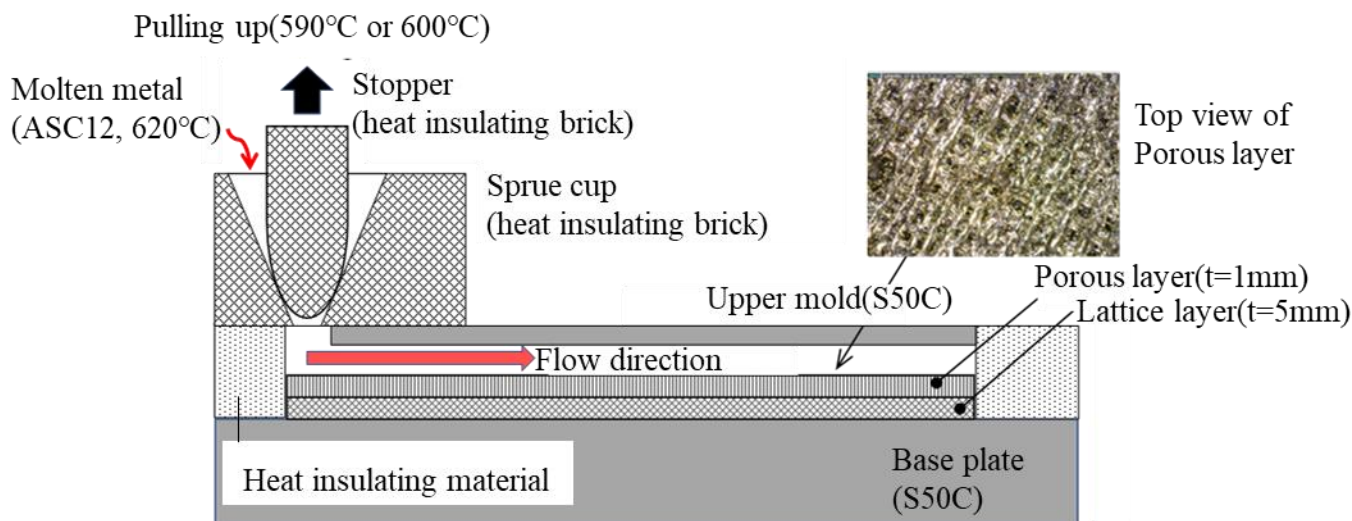 Pulling up(590℃ or 600℃)
Molten metal
(ASC12, 620℃)
Stopper
(heat insulating brick)
Sprue cup
(heat insulating brick)
Top view of
Porous layer
Upper mold(S50C)
Porous layer(t=1mm)
Lattice layer(t=5mm)
Flow direction
Heat insulating material
Base plate
(S50C)